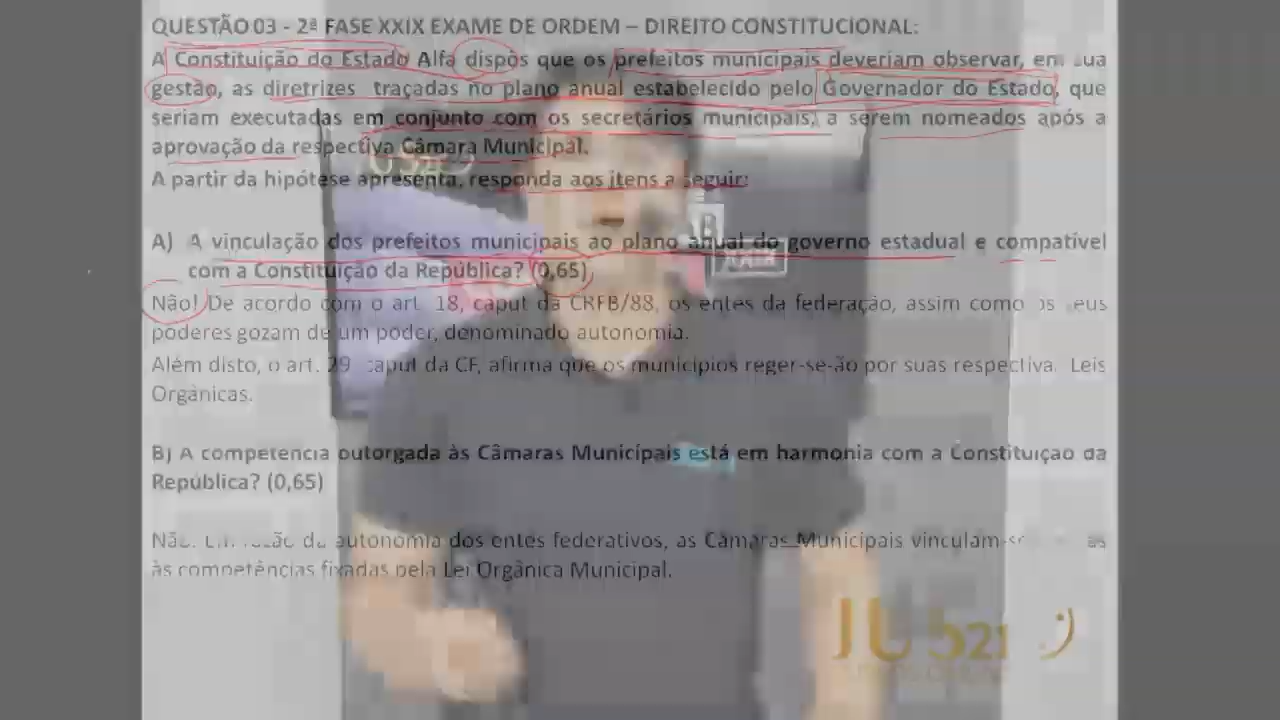 QUESTÃO 03 - 2ª FASE XXIX EXAME DE ORDEM – DIREITO CONSTITUCIONAL:
A Constituição do Estado Alfa dispôs que os prefeitos municipais deveriam observar, em sua
gestão, as diretrizes traçadas no plano anual estabelecido pelo Governador do Estado, que
seriam executadas em conjunto com os secretários municipais, a serem nomeados após a
aprovação da respectiva Câmara Municipal.
A partir da hipótese apresenta, responda aos itens a seguir:
A) A vinculação dos prefeitos municipais ao plano anual do governo estadual e compatível
com a Constituição da República? (0,65)
Não! De acordo com o art. 18, caput da CRFB/88, os entes da federação, assim como os seus
poderes gozam de um poder, denominado autonomia.
Além disto, o art. 29 caput da CF, afirma que os municípios reger-se-ão por suas respectiva Leis
Orgânicas.
B) A competencia outorgada às Câmaras Municipais está em harmonia com a Constituição da
República? (0,65)
Não. da autonomia dos entes federativos, as Câmaras Municipais
às competências fixadas pela Lei Orgânica Municipal.